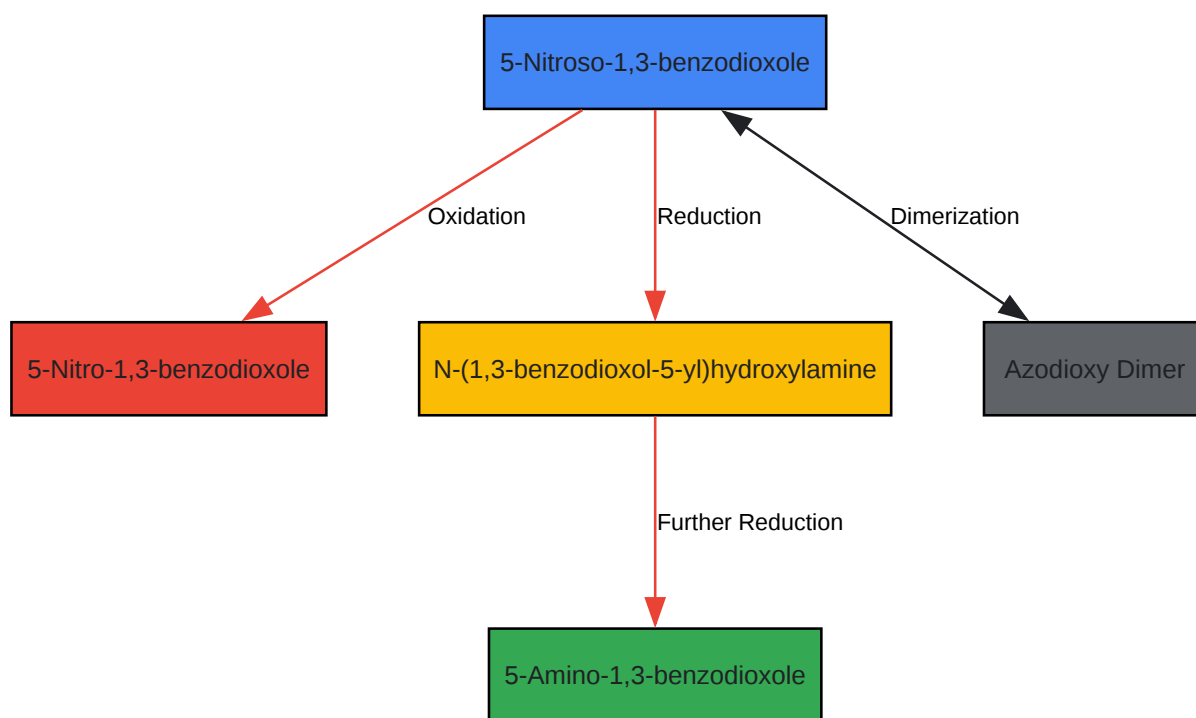 5-Nitroso-1,3-benzodioxole
Oxidation
Reduction
Dimerization
5-Nitro-1,3-benzodioxole
N-(1,3-benzodioxol-5-yl)hydroxylamine
Azodioxy Dimer
Further Reduction
5-Amino-1,3-benzodioxole